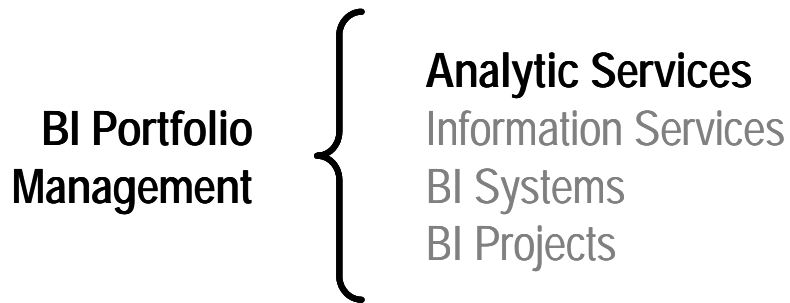 BI Portfolio
Management
Analytic Services
Information Services
BI Systems
BI Projects